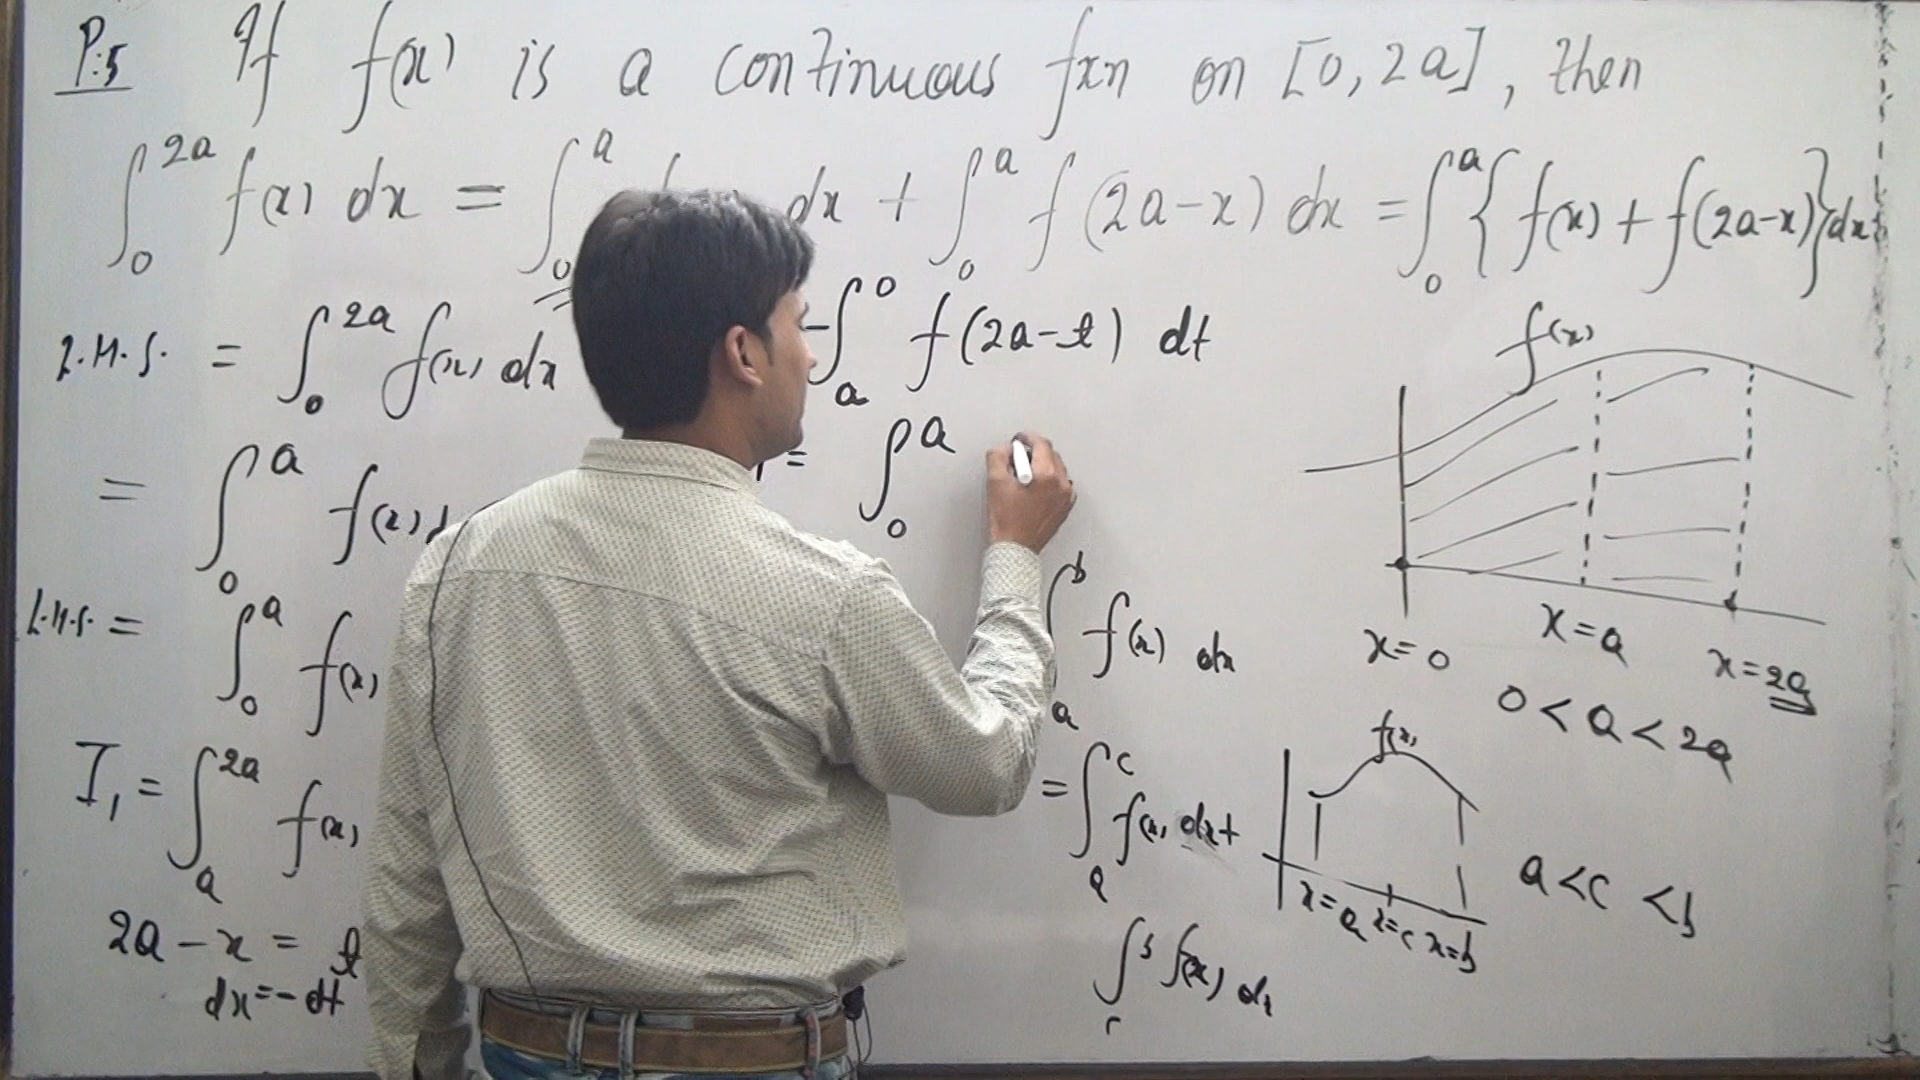 P:5 If f(x) is a continuous fxn on [0, 2a], then
∫₀^2a f(x) dx = ∫₀^a dx + ∫₀^a f(2a-x) dx = ∫₀^a { f(x) + f(2a-x) } dx
L.H.S. = ∫₀^2a f(x) dx
-∫ₐ^0 f(2a-t) dt
= ∫₀^a f(x) d
= ∫₀^a
L.H.S. = ∫₀^a f(x)
I₁ = ∫ₐ^2a f(x)
2a - x = t
dx = -dt
∫ₐ^b f(x) dx
= ∫ₐ^c f(x) dx +
∫_c^b f(x) dx
f(x)
x=0 x=a x=2a
0 < a < 2a
f(x)
x=a x=c x=b
a < c < b